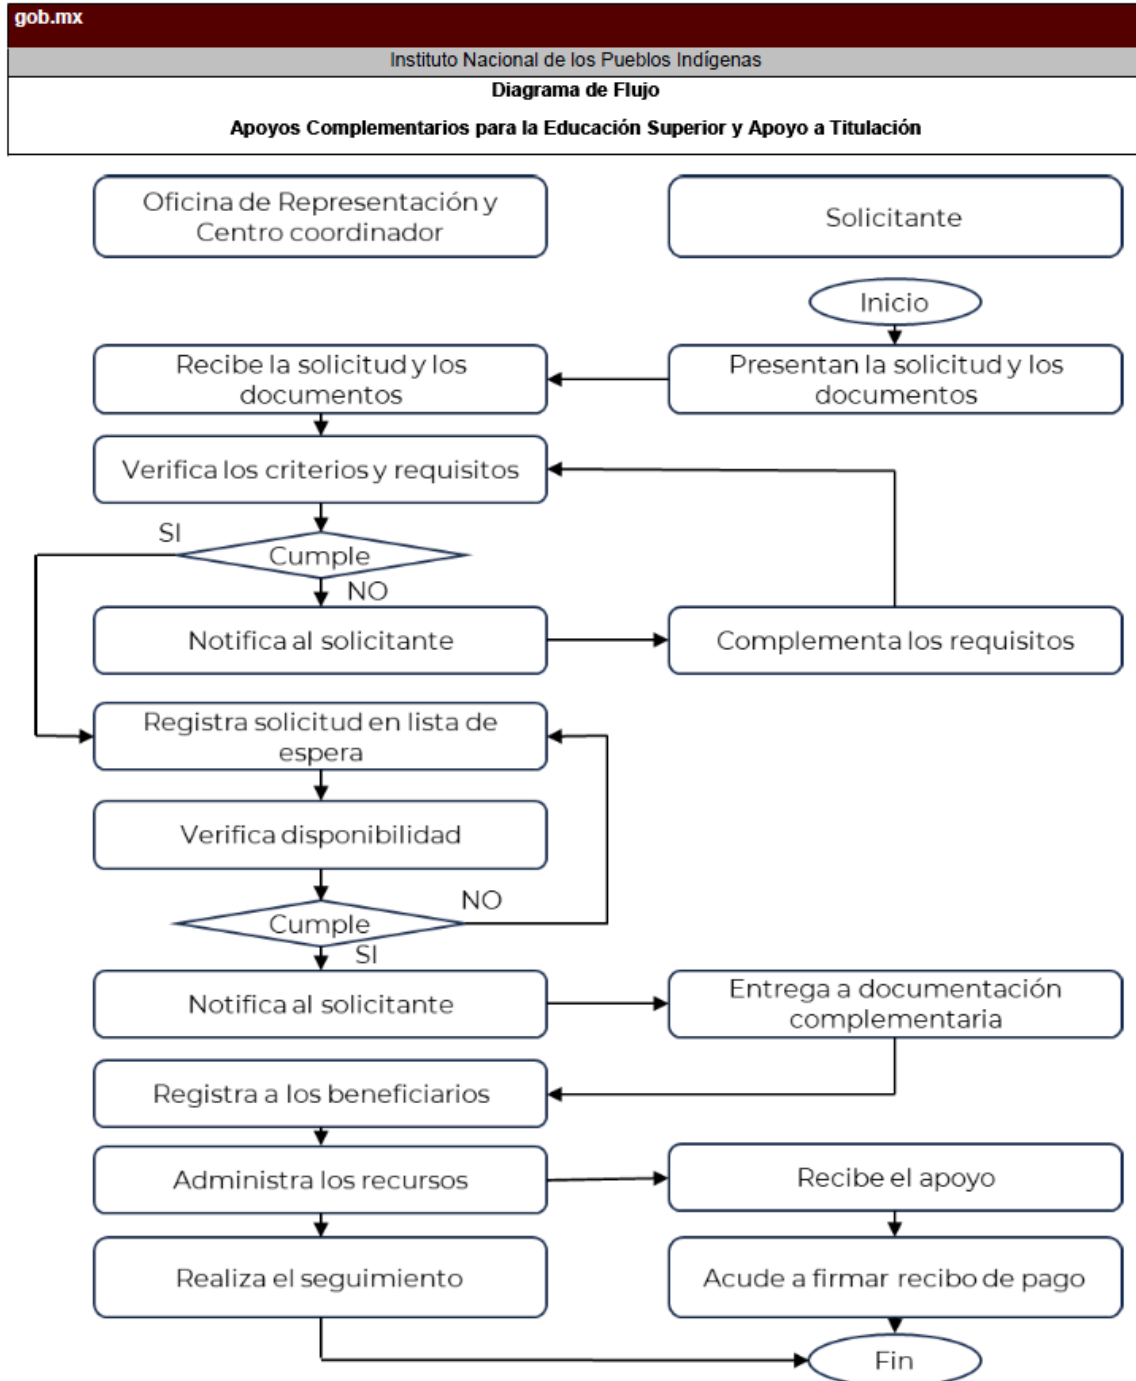 gob.mx
Instituto Nacional de los Pueblos Indígenas
Diagrama de Flujo
Apoyos Complementarios para la Educación Superior y Apoyo a Titulación
Oficina de Representación y
Centro coordinador
Solicitante
Inicio
Recibe la solicitud y los
documentos
Presentan la solicitud y los
documentos
Verifica los criterios y requisitos
SI
Cumple
NO
Notifica al solicitante
Complementa los requisitos
Registra solicitud en lista de
espera
Verifica disponibilidad
NO
Cumple
SI
Notifica al solicitante
Entrega a documentación
complementaria
Registra a los beneficiarios
Administra los recursos
Recibe el apoyo
Realiza el seguimiento
Acude a firmar recibo de pago
Fin